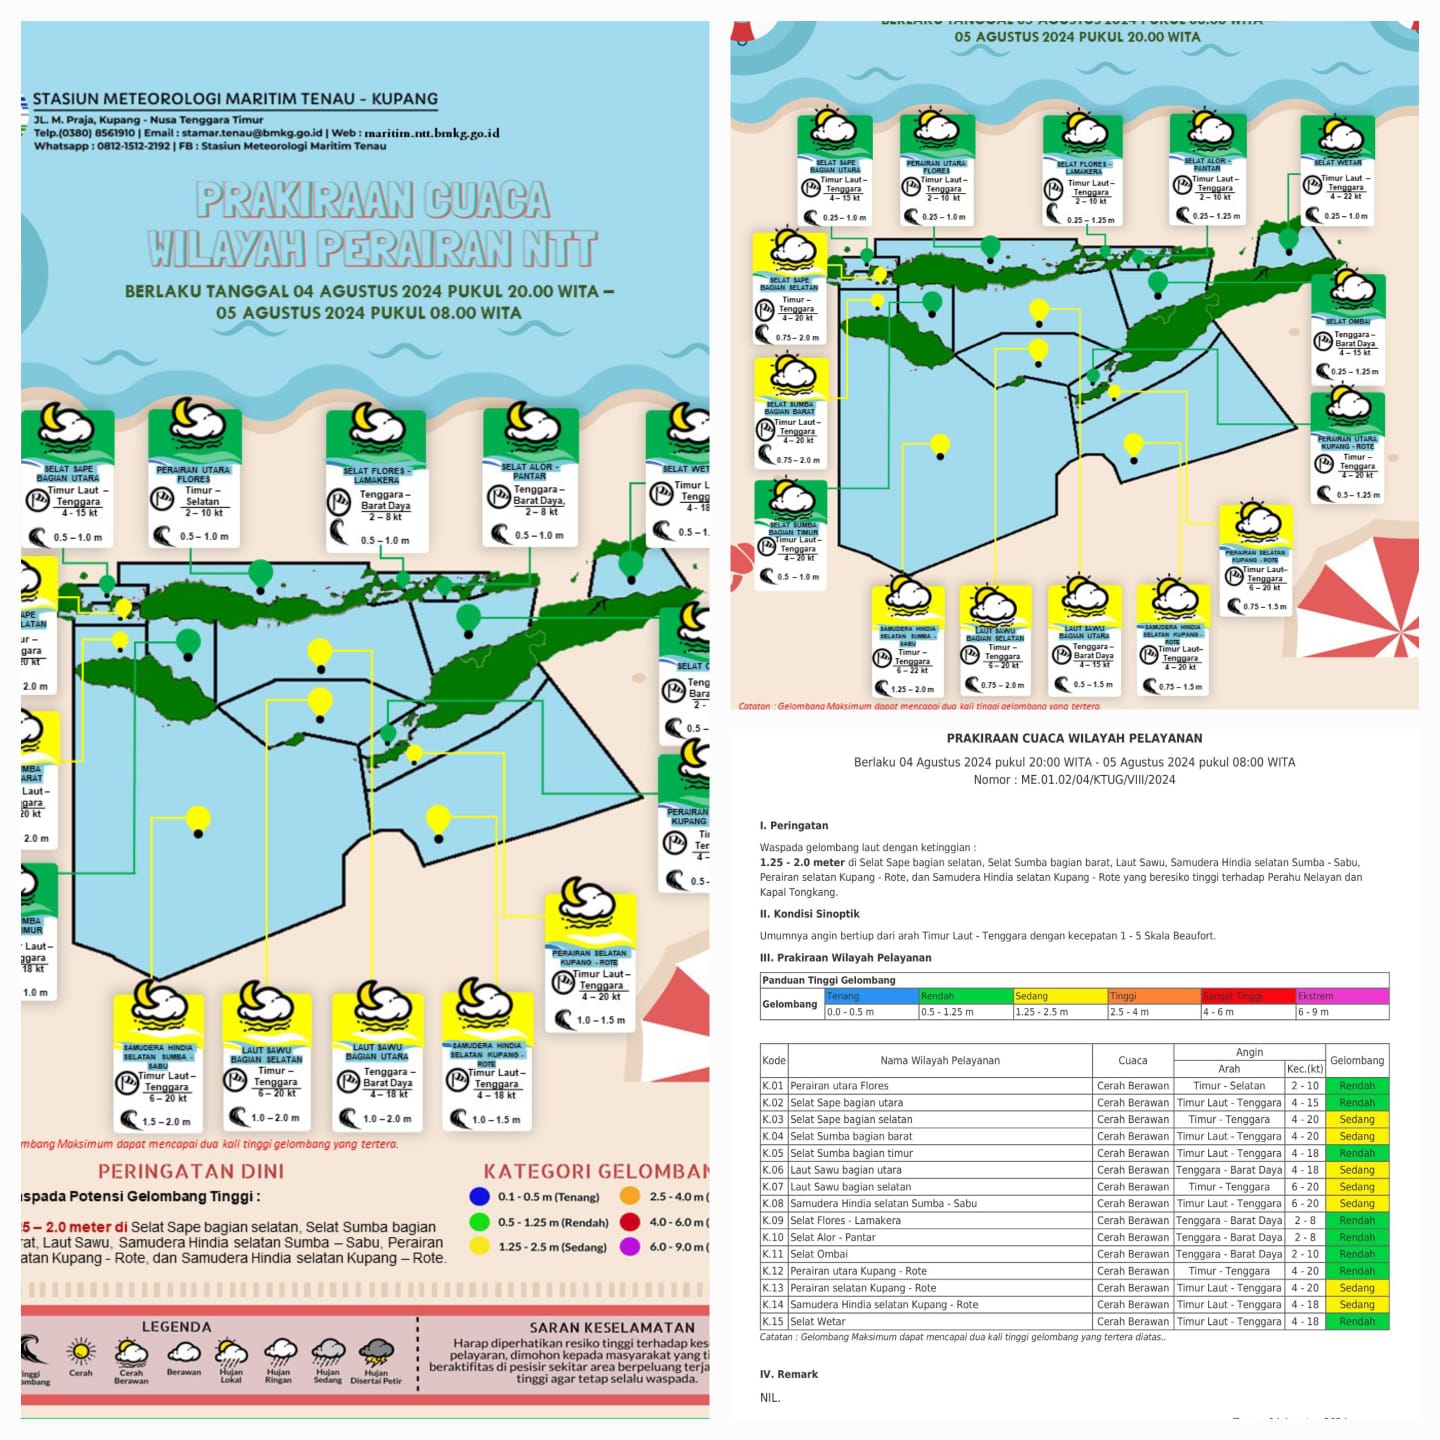 STASIUN METEOROLOGI MARITIM TENAU - KUPANG
JL. M. Praja, Kupang - Nusa Tenggara Timur
Telp.(0380) 8561910 | Email : stamar.tenau@bmkg.go.id | Web : maritim.ntt.bmkg.go.id
Whatsapp : 0812-1512-2192 | FB : Stasiun Meteorologi Maritim Tenau
PRAKIRAAN CUACA
WILAYAH PERAIRAN NTT
BERLAKU TANGGAL 04 AGUSTUS 2024 PUKUL 20.00 WITA –
05 AGUSTUS 2024 PUKUL 08.00 WITA
SELAT SAPE
BAGIAN UTARA
Timur Laut –
Tenggara
4 - 15 kt
0.5 – 1.0 m
PERAIRAN UTARA
FLORES
Timur –
Selatan
2 – 10 kt
0.5 – 1.0 m
SELAT FLORES -
LAMAKERA
Tenggara –
Barat Daya
2 – 8 kt
0.5 – 1.0 m
SELAT ALOR -
PANTAR
Tenggara –
Barat Daya,
2 – 8 kt
0.5 – 1.0 m
SELAT WET
Timur L
Tengg
4 - 18
0.5 – 1.
APE
LATAN
ur –
gara
0 kt
2.0 m
MBA
ARAT
Laut –
gara
20 kt
2.0 m
MBA
IMUR
Laut –
ggara
18 kt
1.0 m
SELAT O
Teng
Bara
2 -
0.5 –
PERAIRAN
KUPANG
Ti
Ten
4 –
0.5 –
PERAIRAN SELATAN
KUPANG - ROTE
Timur Laut –
Tenggara
4 – 20 kt
1.0 – 1.5 m
SAMUDERA HINDIA
SELATAN SUMBA -
SABU
Timur Laut –
Tenggara
6 – 20 kt
1.5 – 2.0 m
LAUT SAWU
BAGIAN SELATAN
Timur –
Tenggara
6 – 20 kt
1.0 – 2.0 m
LAUT SAWU
BAGIAN UTARA
Tenggara –
Barat Daya
4 – 18 kt
1.0 – 2.0 m
SAMUDERA HINDIA
SELATAN KUPANG -
ROTE
Timur Laut –
Tenggara
4 – 18 kt
1.0 – 1.5 m
mbang Maksimum dapat mencapai dua kali tinggi gelombang yang tertera.
PERINGATAN DINI
aspada Potensi Gelombang Tinggi :
25 – 2.0 meter di Selat Sape bagian selatan, Selat Sumba bagian
rat, Laut Sawu, Samudera Hindia selatan Sumba – Sabu, Perairan
atan Kupang - Rote, dan Samudera Hindia selatan Kupang – Rote.
KATEGORI GELOMBAN
0.1 - 0.5 m (Tenang)
2.5 - 4.0 m (
0.5 - 1.25 m (Rendah)
4.0 - 6.0 m (
1.25 - 2.5 m (Sedang)
6.0 - 9.0 m (
LEGENDA
inggi
ombang
Cerah
Cerah
Berawan
Berawan
Hujan
Lokal
Hujan
Ringan
Hujan
Sedang
Hujan
Disertai Petir
SARAN KESELAMATAN
Harap diperhatikan resiko tinggi terhadap kes
pelayaran, dimohon kepada masyarakat yang ti
beraktifitas di pesisir sekitar area berpeluang terja
tinggi agar tetap selalu waspada.
BERLAKU TANGGAL 05 AGUSTUS 2024 PUKUL 08.00 WITA –
05 AGUSTUS 2024 PUKUL 20.00 WITA
SELAT SAPE
BAGIAN UTARA
Timur Laut –
Tenggara
4 – 15 kt
0.25 – 1.0 m
PERAIRAN UTARA
FLORES
Timur Laut –
Tenggara
2 – 10 kt
0.25 – 1.0 m
SELAT FLORES -
LAMAKERA
Timur Laut –
Tenggara
2 – 10 kt
0.25 – 1.25 m
SELAT ALOR -
PANTAR
Timur Laut –
Tenggara
2 – 10 kt
0.25 – 1.25 m
SELAT WETAR
Timur Laut –
Tenggara
4 – 22 kt
0.25 – 1.0 m
SELAT SAPE
BAGIAN SELATAN
Timur –
Tenggara
4 – 20 kt
0.75 – 2.0 m
SELAT SUMBA
BAGIAN BARAT
Timur Laut –
Tenggara
4 – 20 kt
0.75 – 2.0 m
SELAT SUMBA
BAGIAN TIMUR
Timur Laut –
Tenggara
4 – 20 kt
0.5 – 1.0 m
SELAT OMBAI
Tenggara –
Barat Daya
4 – 15 kt
0.25 – 1.25 m
PERAIRAN UTARA
KUPANG - ROTE
Timur –
Tenggara
4 – 20 kt
0.5 – 1.25 m
PERAIRAN SELATAN
KUPANG - ROTE
Timur Laut–
Tenggara
6 – 20 kt
0.75 – 1.5 m
SAMUDERA HINDIA
SELATAN SUMBA -
SABU
Timur –
Tenggara
6 – 22 kt
1.25 – 2.0 m
LAUT SAWU
BAGIAN SELATAN
Timur –
Tenggara
6 – 20 kt
0.75 – 2.0 m
LAUT SAWU
BAGIAN UTARA
Tenggara –
Barat Daya
4 – 15 kt
0.5 – 1.5 m
SAMUDERA HINDIA
SELATAN KUPANG -
ROTE
Timur –
Tenggara
4 – 20 kt
0.75 – 1.5 m
Catatan : Gelombang Maksimum dapat mencapai dua kali tinggi gelombang yang tertera.
PRAKIRAAN CUACA WILAYAH PELAYANAN
Berlaku 04 Agustus 2024 pukul 20:00 WITA - 05 Agustus 2024 pukul 08:00 WITA
Nomor : ME.01.02/04/KTUG/VIII/2024
I. Peringatan
Waspada gelombang laut dengan ketinggian :
1.25 - 2.0 meter di Selat Sape bagian selatan, Selat Sumba bagian barat, Laut Sawu, Samudera Hindia selatan Sumba - Sabu,
Perairan selatan Kupang - Rote, dan Samudera Hindia selatan Kupang - Rote yang beresiko tinggi terhadap Perahu Nelayan dan
Kapal Tongkang.
II. Kondisi Sinoptik
Umumnya angin bertiup dari arah Timur Laut - Tenggara dengan kecepatan 1 - 5 Skala Beaufort.
III. Prakiraan Wilayah Pelayanan
Panduan Tinggi Gelombang
Gelombang Tenang Rendah Sedang Tinggi Sangat Tinggi Ekstrem
0.0 - 0.5 m 0.5 - 1.25 m 1.25 - 2.5 m 2.5 - 4 m 4 - 6 m 6 - 9 m
Kode Nama Wilayah Pelayanan Cuaca Angin Gelombang
Arah Kec.(kt)
K.01 Perairan utara Flores Cerah Berawan Timur - Selatan 2 - 10 Rendah
K.02 Selat Sape bagian utara Cerah Berawan Timur Laut - Tenggara 4 - 15 Rendah
K.03 Selat Sape bagian selatan Cerah Berawan Timur - Tenggara 4 - 20 Sedang
K.04 Selat Sumba bagian barat Cerah Berawan Timur Laut - Tenggara 4 - 20 Sedang
K.05 Selat Sumba bagian timur Cerah Berawan Timur Laut - Tenggara 4 - 18 Rendah
K.06 Laut Sawu bagian utara Cerah Berawan Tenggara - Barat Daya 4 - 18 Sedang
K.07 Laut Sawu bagian selatan Cerah Berawan Timur - Tenggara 6 - 20 Sedang
K.08 Samudera Hindia selatan Sumba - Sabu Cerah Berawan Timur Laut - Tenggara 6 - 20 Sedang
K.09 Selat Flores - Lamakera Cerah Berawan Tenggara - Barat Daya 2 - 8 Rendah
K.10 Selat Alor - Pantar Cerah Berawan Tenggara - Barat Daya 2 - 8 Rendah
K.11 Selat Ombai Cerah Berawan Tenggara - Barat Daya 2 - 10 Rendah
K.12 Perairan utara Kupang - Rote Cerah Berawan Timur - Tenggara 4 - 20 Rendah
K.13 Perairan selatan Kupang - Rote Cerah Berawan Timur Laut - Tenggara 4 - 20 Sedang
K.14 Samudera Hindia selatan Kupang - Rote Cerah Berawan Timur Laut - Tenggara 4 - 18 Sedang
K.15 Selat Wetar Cerah Berawan Timur Laut - Tenggara 4 - 18 Rendah
Catatan : Gelombang Maksimum dapat mencapai dua kali tinggi gelombang yang tertera diatas..
IV. Remark
NIL.